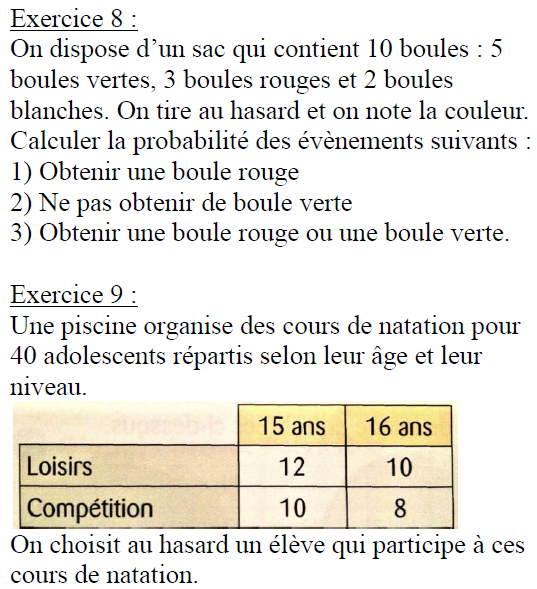 Exercice 8 :
On dispose d'un sac qui contient 10 boules : 5
boules vertes, 3 boules rouges et 2 boules
blanches. On tire au hasard et on note la couleur.
Calculer la probabilité des évènements suivants :
1) Obtenir une boule rouge
2) Ne pas obtenir de boule verte
3) Obtenir une boule rouge ou une boule verte.
Exercice 9 :
Une piscine organise des cours de natation pour
40 adolescents répartis selon leur âge et leur
niveau.
15 ans 16 ans
Loisirs 12 10
Compétition 10 8
On choisit au hasard un élève qui participe à ces
cours de natation.